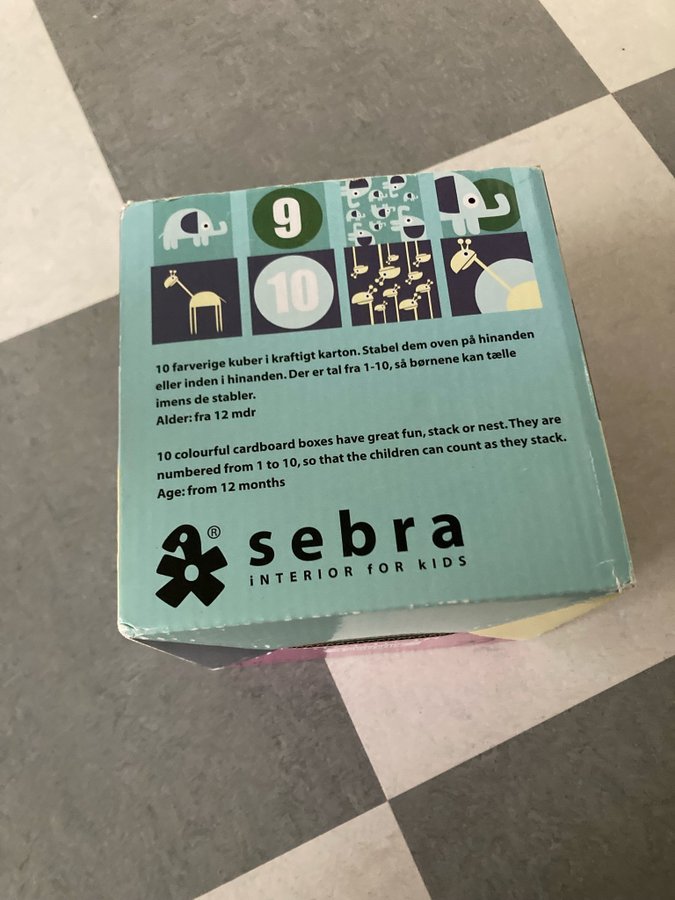 9
10
10 farverige kuber i kraftigt karton. Stabel dem oven på hinanden
eller inden i hinanden. Der er tal fra 1-10, så børnene kan tælle
imens de stabler.
Alder: fra 12 mdr
10 colourful cardboard boxes have great fun, stack or nest. They are
numbered from 1 to 10, so that the children can count as they stack.
Age: from 12 months
®
sebra
iNTERIOR fOR kIDS